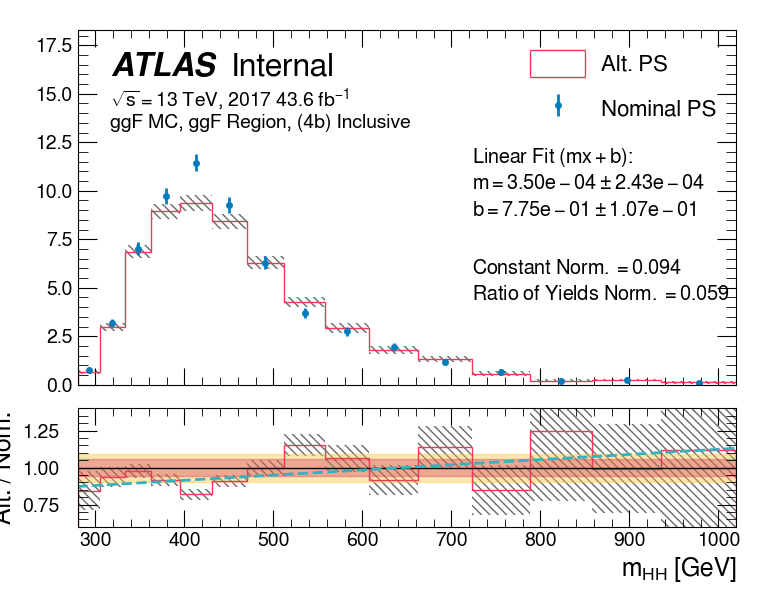 ATLAS Internal
√s = 13 TeV, 2017 43.6 fb⁻¹
ggF MC, ggF Region, (4b) Inclusive
Alt. PS
Nominal PS
Linear Fit (mx + b):
m = 3.50e − 04 ± 2.43e − 04
b = 7.75e − 01 ± 1.07e − 01
Constant Norm. = 0.094
Ratio of Yields Norm. = 0.059
17.5
15.0
12.5
10.0
7.5
5.0
2.5
0.0
Alt. / Nom.
1.25
1.00
0.75
300 400 500 600 700 800 900 1000
m_HH [GeV]